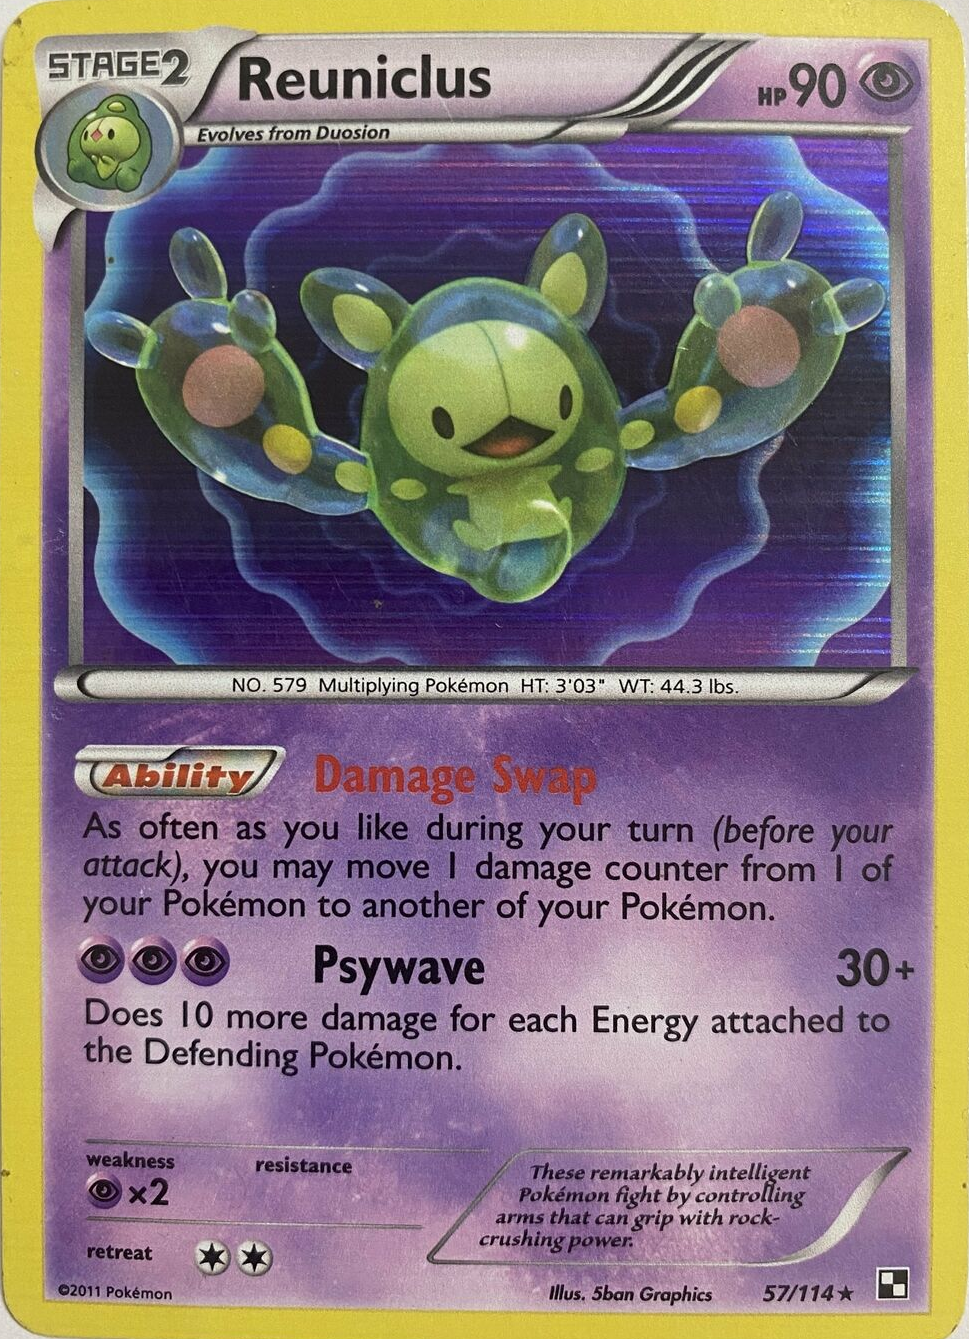 STAGE2
Reuniclus
HP90
Evolves from Duosion
NO. 579 Multiplying Pokémon HT: 3'03" WT: 44.3 lbs.
Ability Damage Swap
As often as you like during your turn (before your
attack), you may move 1 damage counter from 1 of
your Pokémon to another of your Pokémon.
Psywave 30+
Does 10 more damage for each Energy attached to
the Defending Pokémon.
weakness resistance
×2
retreat
These remarkably intelligent
Pokémon fight by controlling
arms that can grip with rock-
crushing power.
©2011 Pokémon Illus. 5ban Graphics 57/114★